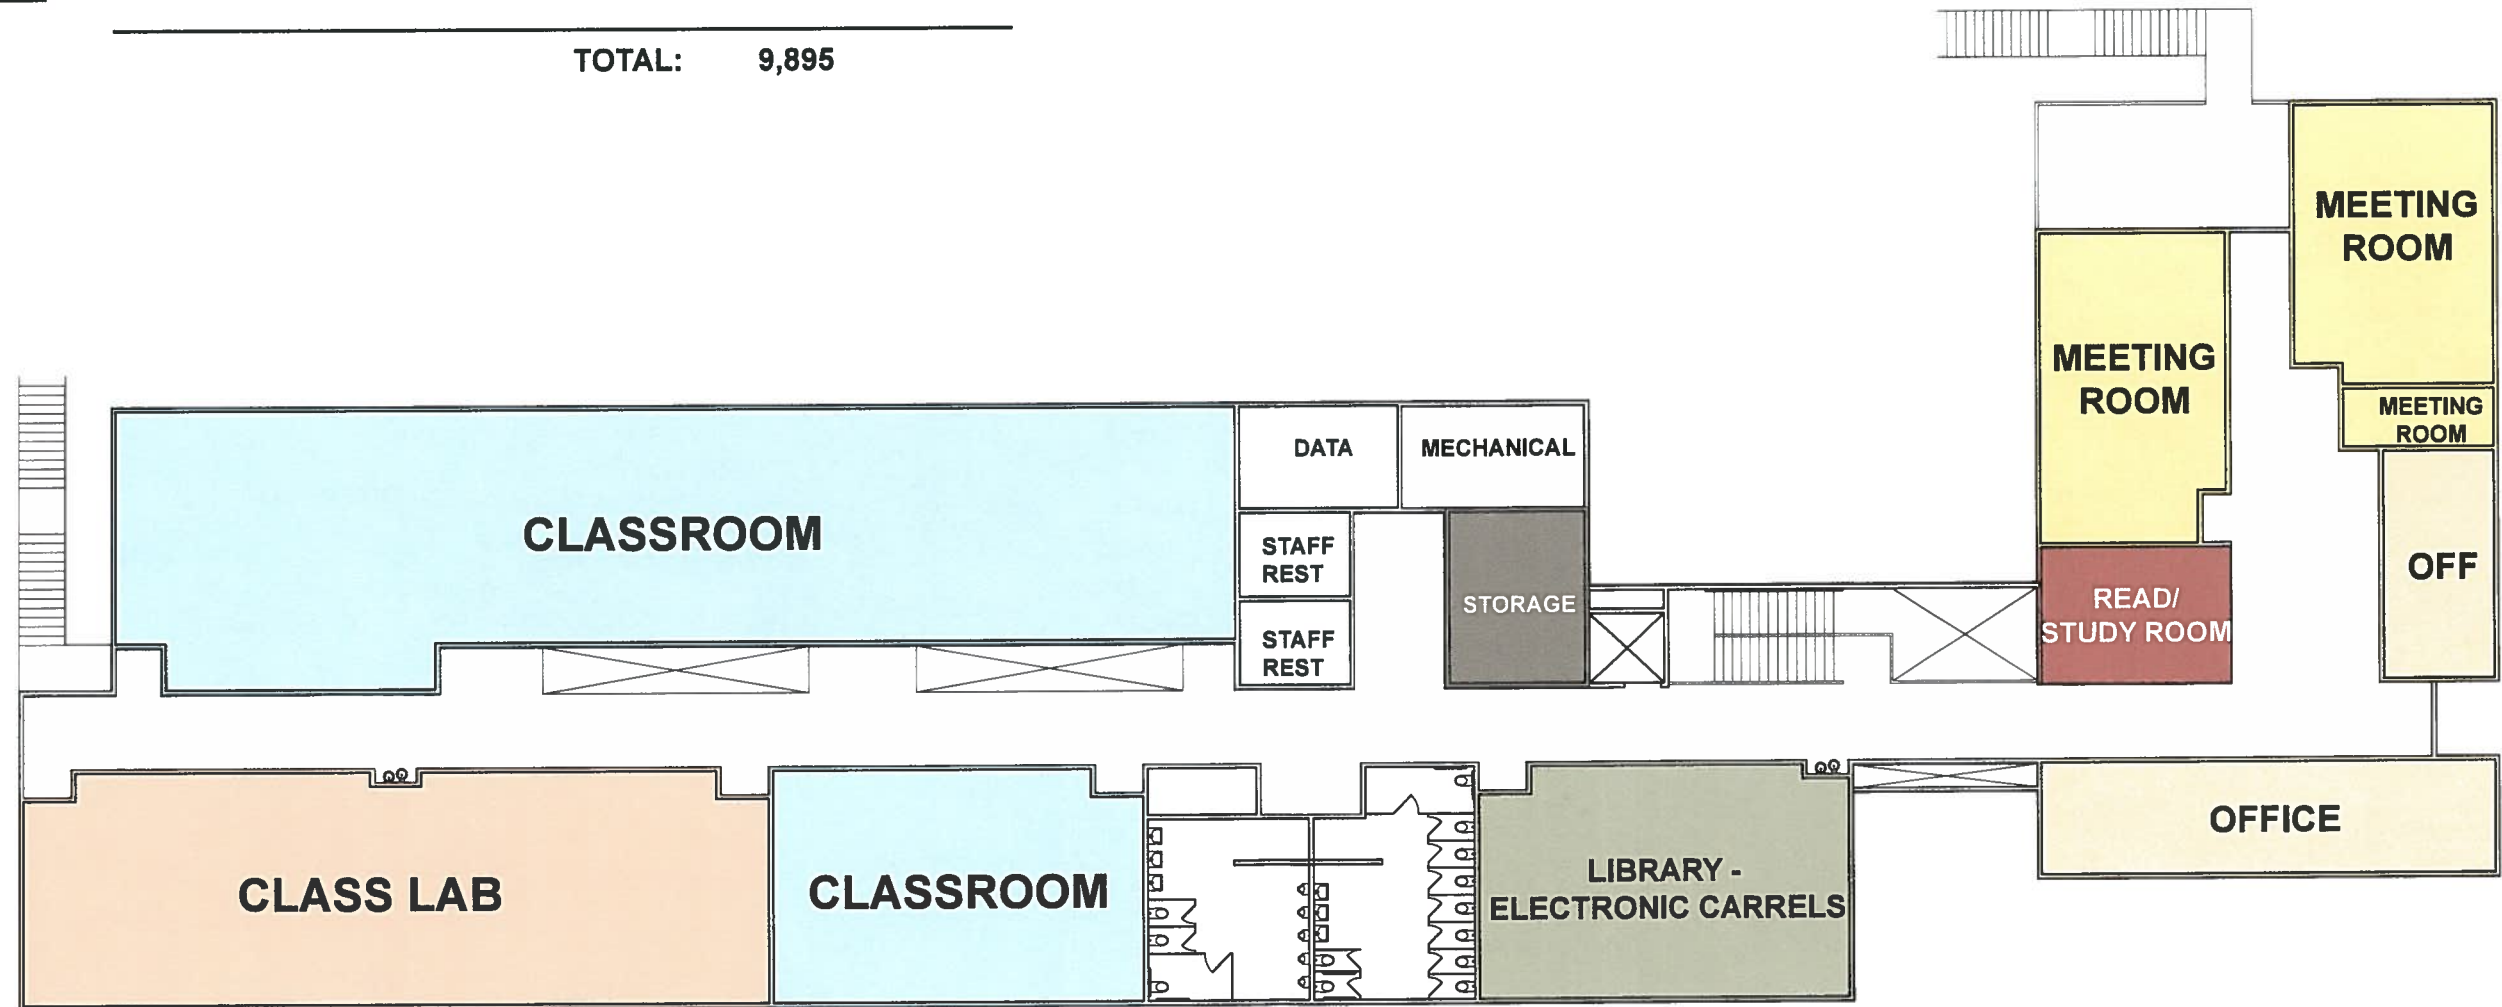 TOTAL: 9,895
MEETING
ROOM
MEETING
ROOM
MEETING
ROOM
DATA
MECHANICAL
CLASSROOM
STAFF
REST
OFF
STORAGE
READ/
STUDY ROOM
STAFF
REST
OFFICE
CLASS LAB
CLASSROOM
LIBRARY -
ELECTRONIC CARRELS